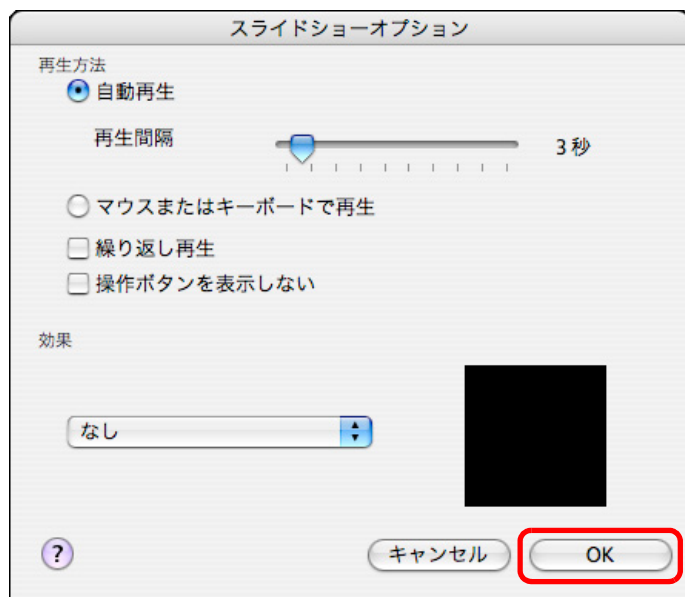 スライドショーオプション
再生方法
自動再生
再生間隔
3 秒
マウスまたはキーボードで再生
繰り返し再生
操作ボタンを表示しない
効果
なし
?
キャンセル
OK